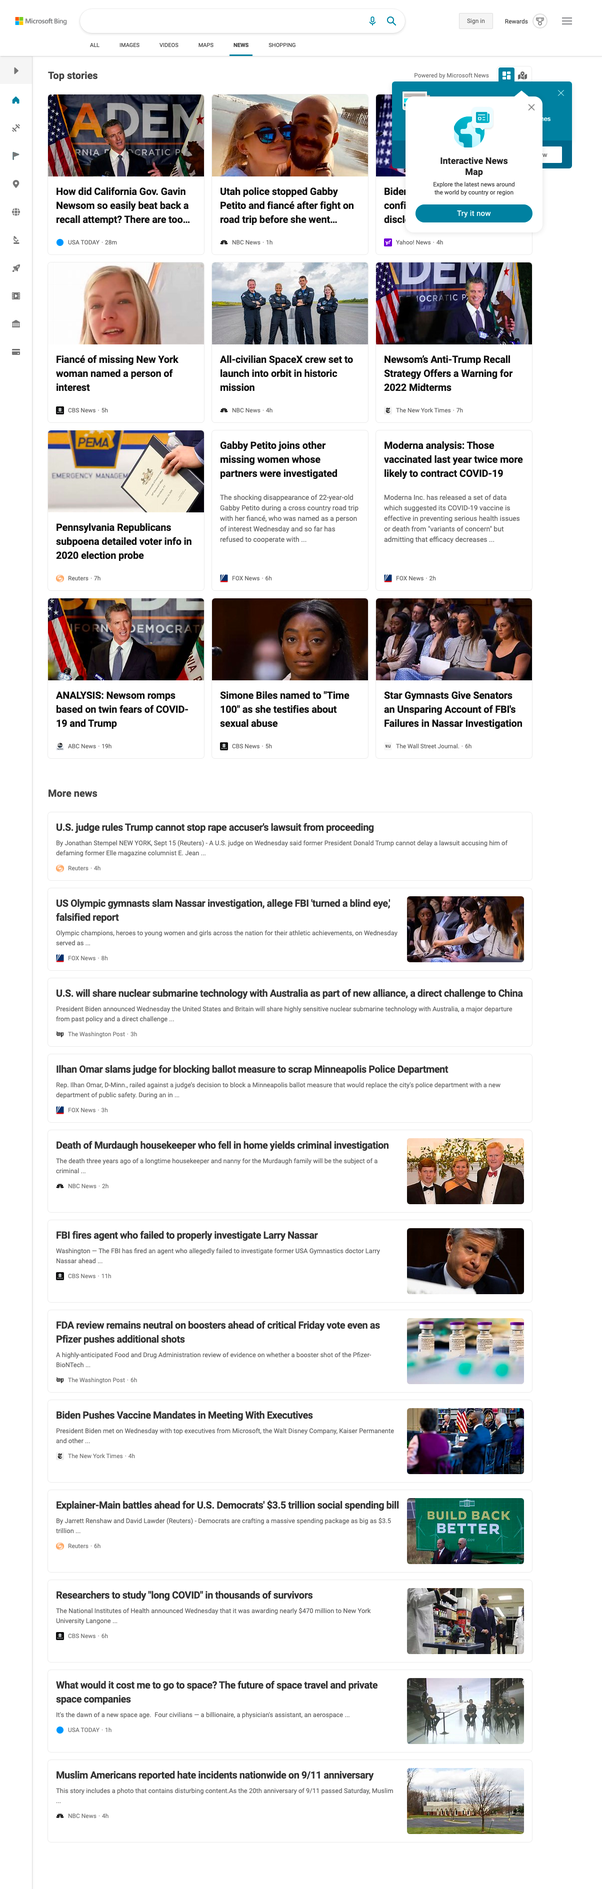 Microsoft Bing
Sign in
Rewards
ALL
IMAGES
VIDEOS
MAPS
NEWS
SHOPPING
Top stories
Powered by Microsoft News
Interactive News
Map
Explore the latest news around
the world by country or region
Try it now
How did California Gov. Gavin
Newsom so easily beat back a
recall attempt? There are too...
USA TODAY · 28m
Utah police stopped Gabby
Petito and fiancé after fight on
road trip before she went...
NBC News · 1h
Biden
confi
discl
Yahoo! News · 4h
Fiancé of missing New York
woman named a person of
interest
CBS News · 5h
All-civilian SpaceX crew set to
launch into orbit in historic
mission
NBC News · 4h
Newsom's Anti-Trump Recall
Strategy Offers a Warning for
2022 Midterms
The New York Times · 7h
PEMA
EMERGENCY MANAGEM
Pennsylvania Republicans
subpoena detailed voter info in
2020 election probe
Reuters · 7h
Gabby Petito joins other
missing women whose
partners were investigated
The shocking disappearance of 22-year-old
Gabby Petito during a cross country road trip
with her fiancé, who was named as a person
of interest Wednesday and so far has
refused to cooperate with ...
FOX News · 6h
Moderna analysis: Those
vaccinated last year twice more
likely to contract COVID-19
Moderna Inc. has released a set of data
which suggested its COVID-19 vaccine is
effective in preventing serious health issues
or death from "variants of concern" but
admitting that efficacy decreases ...
FOX News · 2h
ANALYSIS: Newsom romps
based on twin fears of COVID-
19 and Trump
ABC News · 19h
Simone Biles named to "Time
100" as she testifies about
sexual abuse
CBS News · 5h
Star Gymnasts Give Senators
an Unsparing Account of FBI's
Failures in Nassar Investigation
The Wall Street Journal. · 6h
More news
U.S. judge rules Trump cannot stop rape accuser's lawsuit from proceeding
By Jonathan Stempel NEW YORK, Sept 15 (Reuters) - A U.S. judge on Wednesday said former President Donald Trump cannot delay a lawsuit accusing him of
defaming former Elle magazine columnist E. Jean ...
Reuters · 4h
US Olympic gymnasts slam Nassar investigation, allege FBI 'turned a blind eye,'
falsified report
Olympic champions, heroes to young women and girls across the nation for their athletic achievements, on Wednesday
served as ...
FOX News · 8h
U.S. will share nuclear submarine technology with Australia as part of new alliance, a direct challenge to China
President Biden announced Wednesday the United States and Britain will share highly sensitive nuclear submarine technology with Australia, a major departure
from past policy and a direct challenge ...
The Washington Post · 3h
Ilhan Omar slams judge for blocking ballot measure to scrap Minneapolis Police Department
Rep. Ilhan Omar, D-Minn., railed against a judge's decision to block a Minneapolis ballot measure that would replace the city's police department with a new
department of public safety. During an in ...
FOX News · 3h
Death of Murdaugh housekeeper who fell in home yields criminal investigation
The death three years ago of a longtime housekeeper and nanny for the Murdaugh family will be the subject of a
criminal ...
NBC News · 2h
FBI fires agent who failed to properly investigate Larry Nassar
Washington — The FBI has fired an agent who allegedly failed to investigate former USA Gymnastics doctor Larry
Nassar ahead ...
CBS News · 11h
FDA review remains neutral on boosters ahead of critical Friday vote even as
Pfizer pushes additional shots
A highly-anticipated Food and Drug Administration review of evidence on whether a booster shot of the Pfizer-
BioNTech ...
The Washington Post · 6h
Biden Pushes Vaccine Mandates in Meeting With Executives
President Biden met on Wednesday with top executives from Microsoft, the Walt Disney Company, Kaiser Permanente
and other ...
The New York Times · 4h
Explainer-Main battles ahead for U.S. Democrats' $3.5 trillion social spending bill
By Jarrett Renshaw and David Lawder (Reuters) - Democrats are crafting a massive spending package as big as $3.5
trillion ...
Reuters · 6h
BUILD BACK
BETTER
Researchers to study "long COVID" in thousands of survivors
The National Institutes of Health announced Wednesday that it was awarding nearly $470 million to New York
University Langone ...
CBS News · 6h
What would it cost me to go to space? The future of space travel and private
space companies
It's the dawn of a new space age. Four civilians — a billionaire, a physician's assistant, an aerospace ...
USA TODAY · 1h
Muslim Americans reported hate incidents nationwide on 9/11 anniversary
This story includes a photo that contains disturbing content.As the 20th anniversary of 9/11 passed Saturday, Muslim
...
NBC News · 4h